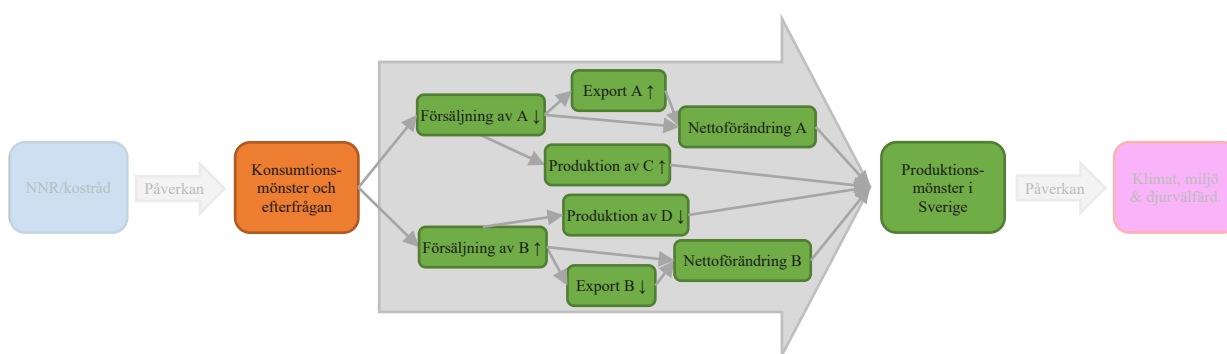 NNR/kostråd
Påverkan
Konsumtions-
mönster och
efterfrågan
Försäljning av A ↓
Export A ↑
Nettoförändring A
Produktion av C ↑
Produktion av D ↓
Försäljning av B ↑
Nettoförändring B
Export B ↓
Produktions-
mönster i
Sverige
Påverkan
Klimat, miljö
& djurvälfärd.